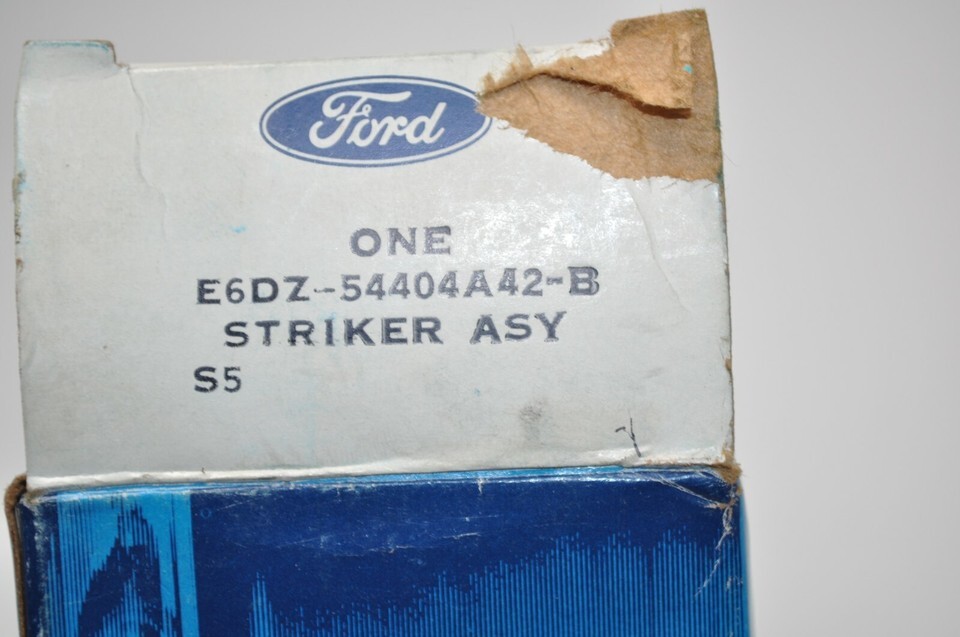 Ford
ONE
E6DZ-54404A42-B
STRIKER ASY
S5